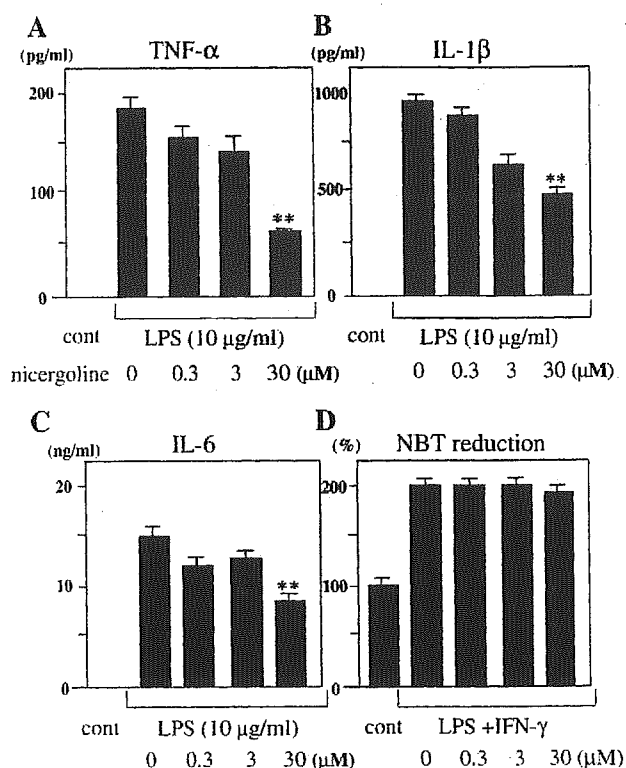 A B
(pg/ml) TNF-α (pg/ml) IL-1β
200 1000
**
**
100 500
0 0
cont LPS (10 μg/ml) cont LPS (10 μg/ml)
nicergoline 0 0.3 3 30 (μM) 0 0.3 3 30 (μM)
C D
(ng/ml) IL-6 (%) NBT reduction
20 200
**
10 100
0 0
cont LPS (10 μg/ml) cont LPS +IFN-γ
0 0.3 3 30 (μM) 0 0.3 3 30 (μM)